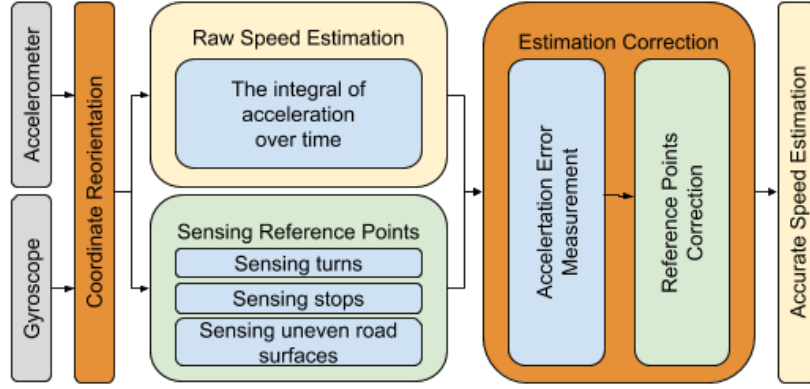 Accelerometer
Gyroscope
Coordinate Reorientation
Raw Speed Estimation
The integral of
acceleration
over time
Sensing Reference Points
Sensing turns
Sensing stops
Sensing uneven road
surfaces
Estimation Correction
Accelertation Error
Measurement
Reference Points
Correction
Accurate Speed Estimation